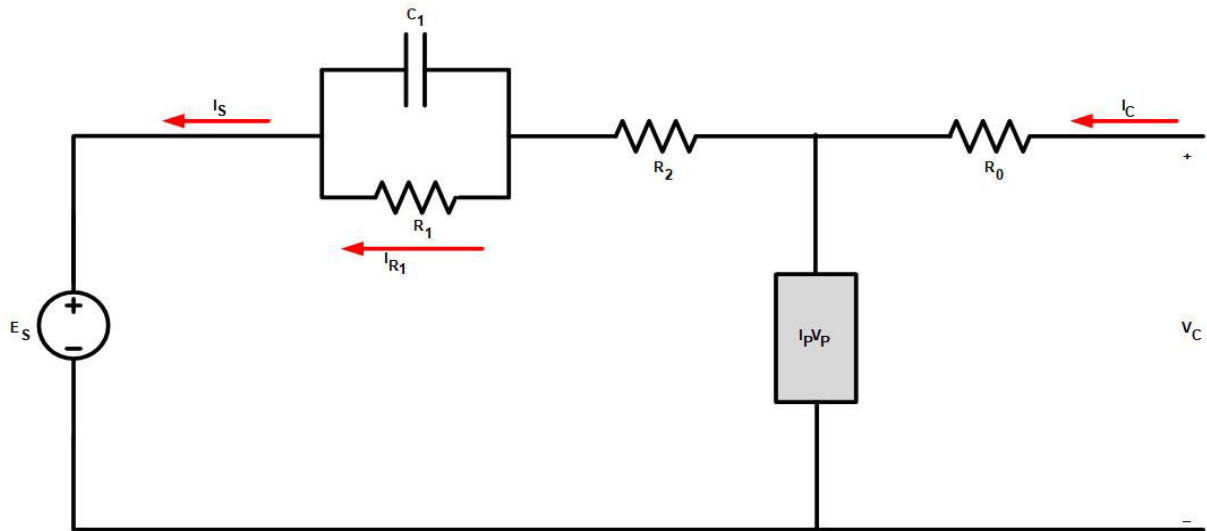 C1
IS
IC
+
R2
R0
R1
IR1
+
ES
−
IPVP
VC
−